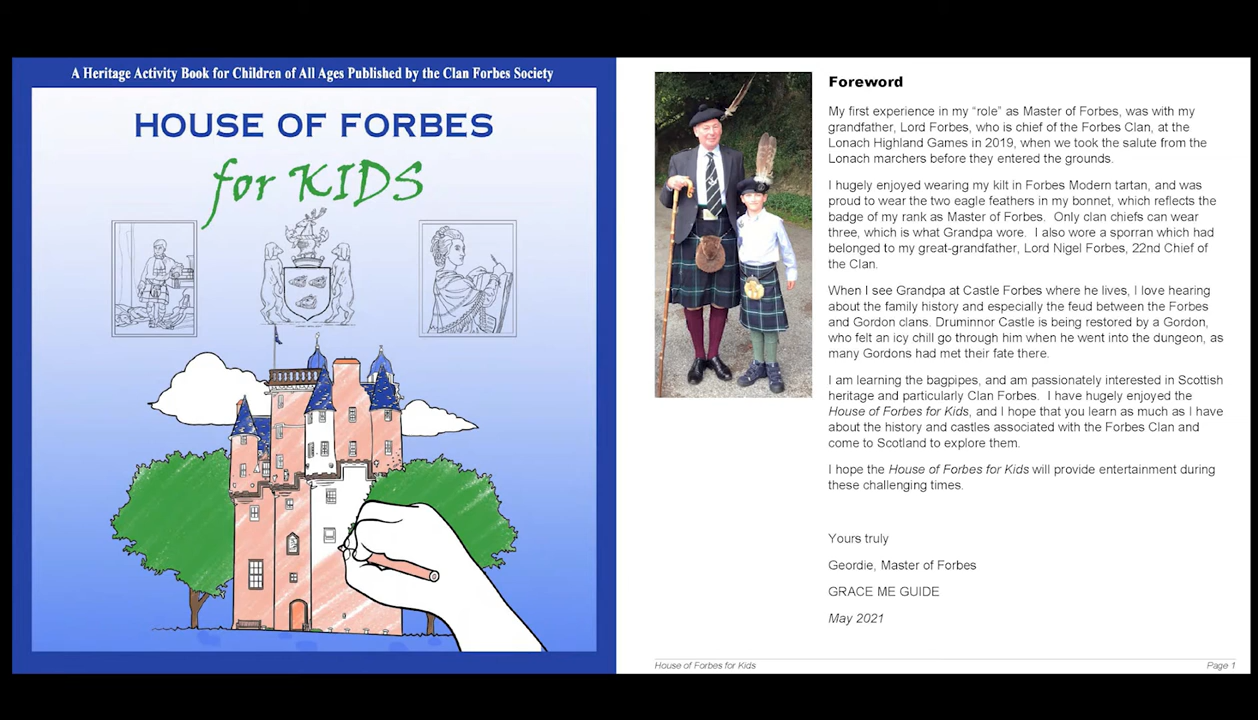 A Heritage Activity Book for Children of All Ages Published by the Clan Forbes Society
HOUSE OF FORBES
for KIDS
Foreword
My first experience in my “role” as Master of Forbes, was with my
grandfather, Lord Forbes, who is chief of the Forbes Clan, at the
Lonach Highland Games in 2019, when we took the salute from the
Lonach marchers before they entered the grounds.
I hugely enjoyed wearing my kilt in Forbes Modern tartan, and was
proud to wear the two eagle feathers in my bonnet, which reflects the
badge of my rank as Master of Forbes. Only clan chiefs can wear
three, which is what Grandpa wore. I also wore a sporran which had
belonged to my great-grandfather, Lord Nigel Forbes, 22nd Chief of
the Clan.
When I see Grandpa at Castle Forbes where he lives, I love hearing
about the family history and especially the feud between the Forbes
and Gordon clans. Druminnor Castle is being restored by a Gordon,
who felt an icy chill go through him when he went into the dungeon, as
many Gordons had met their fate there.
I am learning the bagpipes, and am passionately interested in Scottish
heritage and particularly Clan Forbes. I have hugely enjoyed the
House of Forbes for Kids, and I hope that you learn as much as I have
about the history and castles associated with the Forbes Clan and
come to Scotland to explore them.
I hope the House of Forbes for Kids will provide entertainment during
these challenging times.
Yours truly
Geordie, Master of Forbes
GRACE ME GUIDE
May 2021
House of Forbes for Kids Page 1